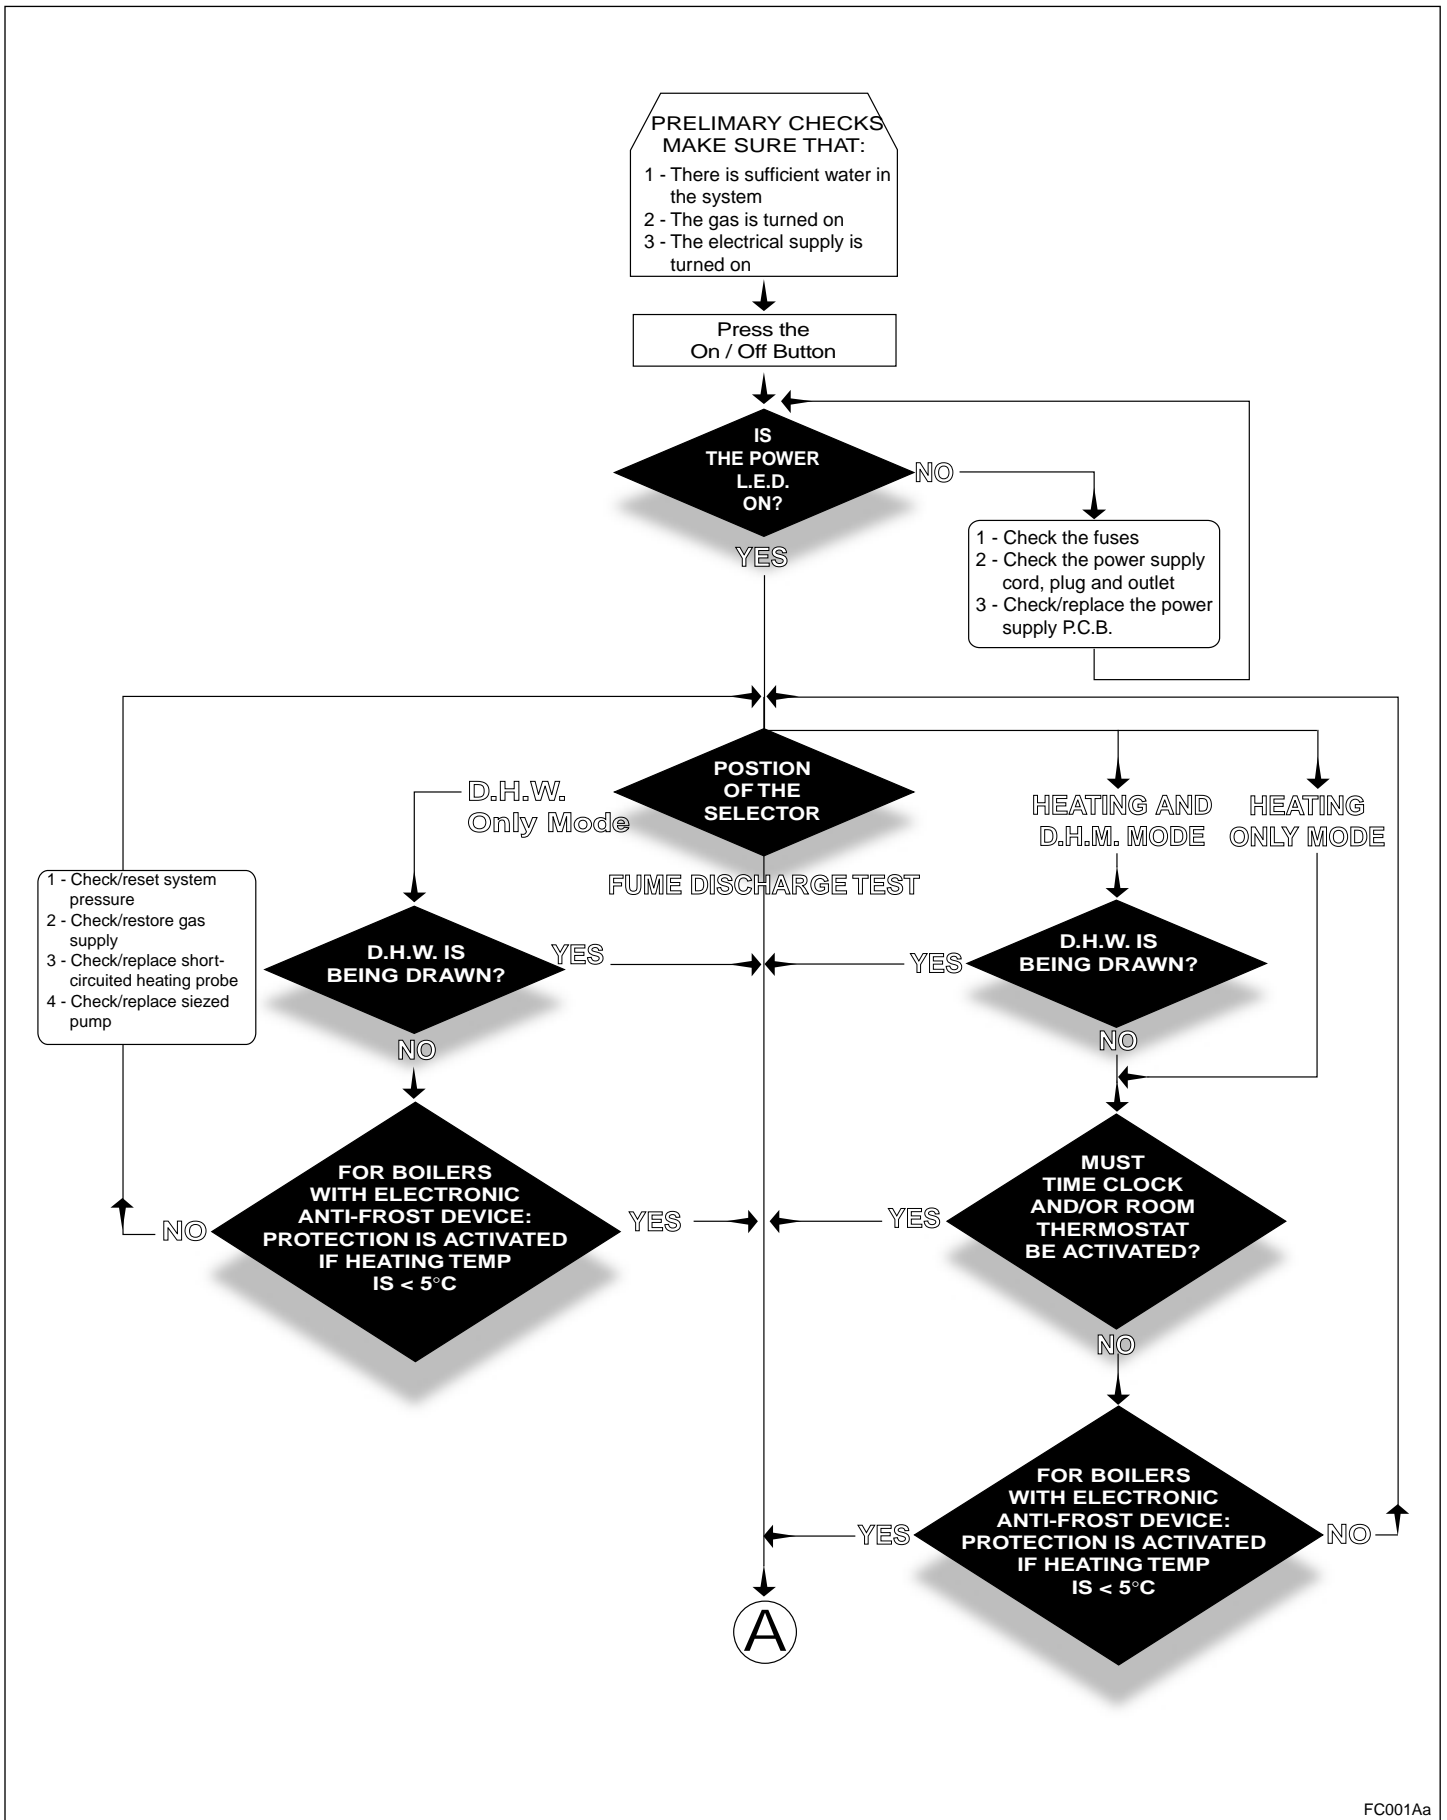 PRELIMARY CHECKS
MAKE SURE THAT:
1 - There is sufficient water in
the system
2 - The gas is turned on
3 - The electrical supply is
turned on
Press the
On / Off Button
IS
THE POWER
L.E.D.
ON?
NO
YES
1 - Check the fuses
2 - Check the power supply
cord, plug and outlet
3 - Check/replace the power
supply P.C.B.
POSTION
OF THE
SELECTOR
D.H.W.
Only Mode
HEATING AND
D.H.M. MODE
HEATING
ONLY MODE
FUME DISCHARGE TEST
1 - Check/reset system
pressure
2 - Check/restore gas
supply
3 - Check/replace short-
circuited heating probe
4 - Check/replace siezed
pump
D.H.W. IS
BEING DRAWN?
YES
NO
YES
D.H.W. IS
BEING DRAWN?
NO
FOR BOILERS
WITH ELECTRONIC
ANTI-FROST DEVICE:
PROTECTION IS ACTIVATED
IF HEATING TEMP
IS < 5°C
NO
YES
YES
MUST
TIME CLOCK
AND/OR ROOM
THERMOSTAT
BE ACTIVATED?
NO
FOR BOILERS
WITH ELECTRONIC
ANTI-FROST DEVICE:
PROTECTION IS ACTIVATED
IF HEATING TEMP
IS < 5°C
YES
NO
A
FC001Aa